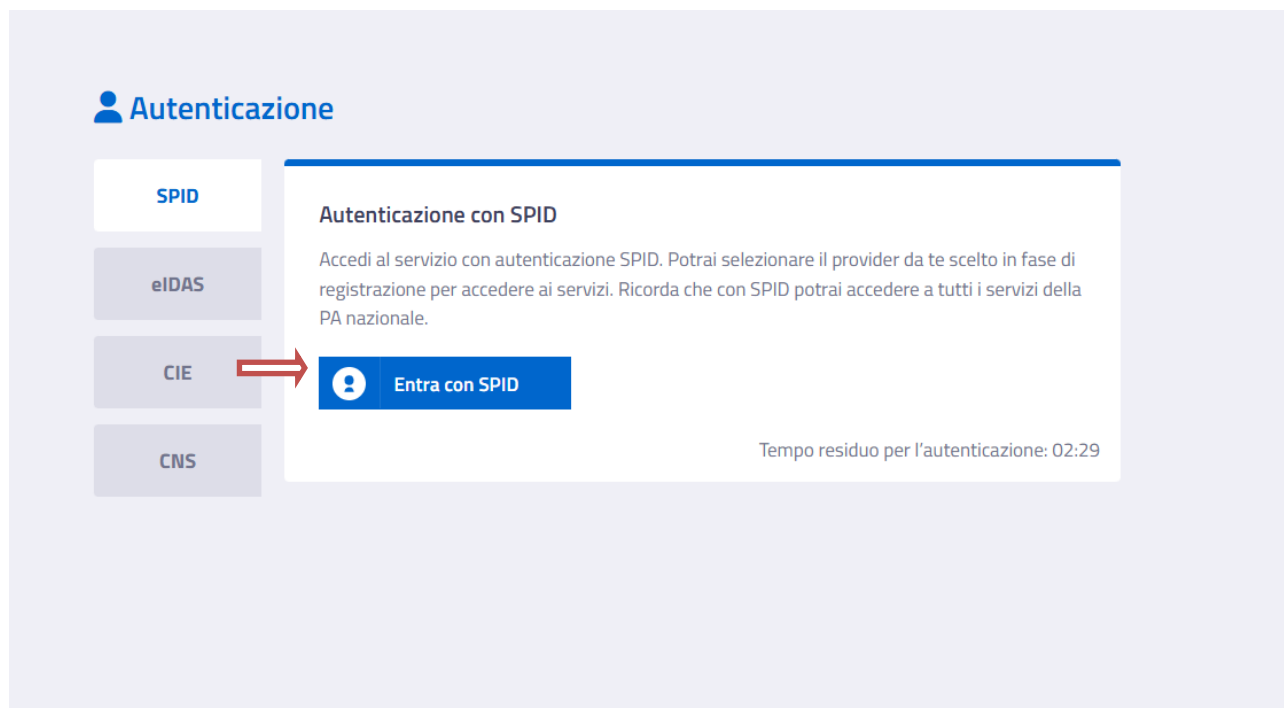 Autenticazione
SPID
eIDAS
CIE
CNS
Autenticazione con SPID
Accedi al servizio con autenticazione SPID. Potrai selezionare il provider da te scelto in fase di
registrazione per accedere ai servizi. Ricorda che con SPID potrai accedere a tutti i servizi della
PA nazionale.
Entra con SPID
Tempo residuo per l'autenticazione: 02:29